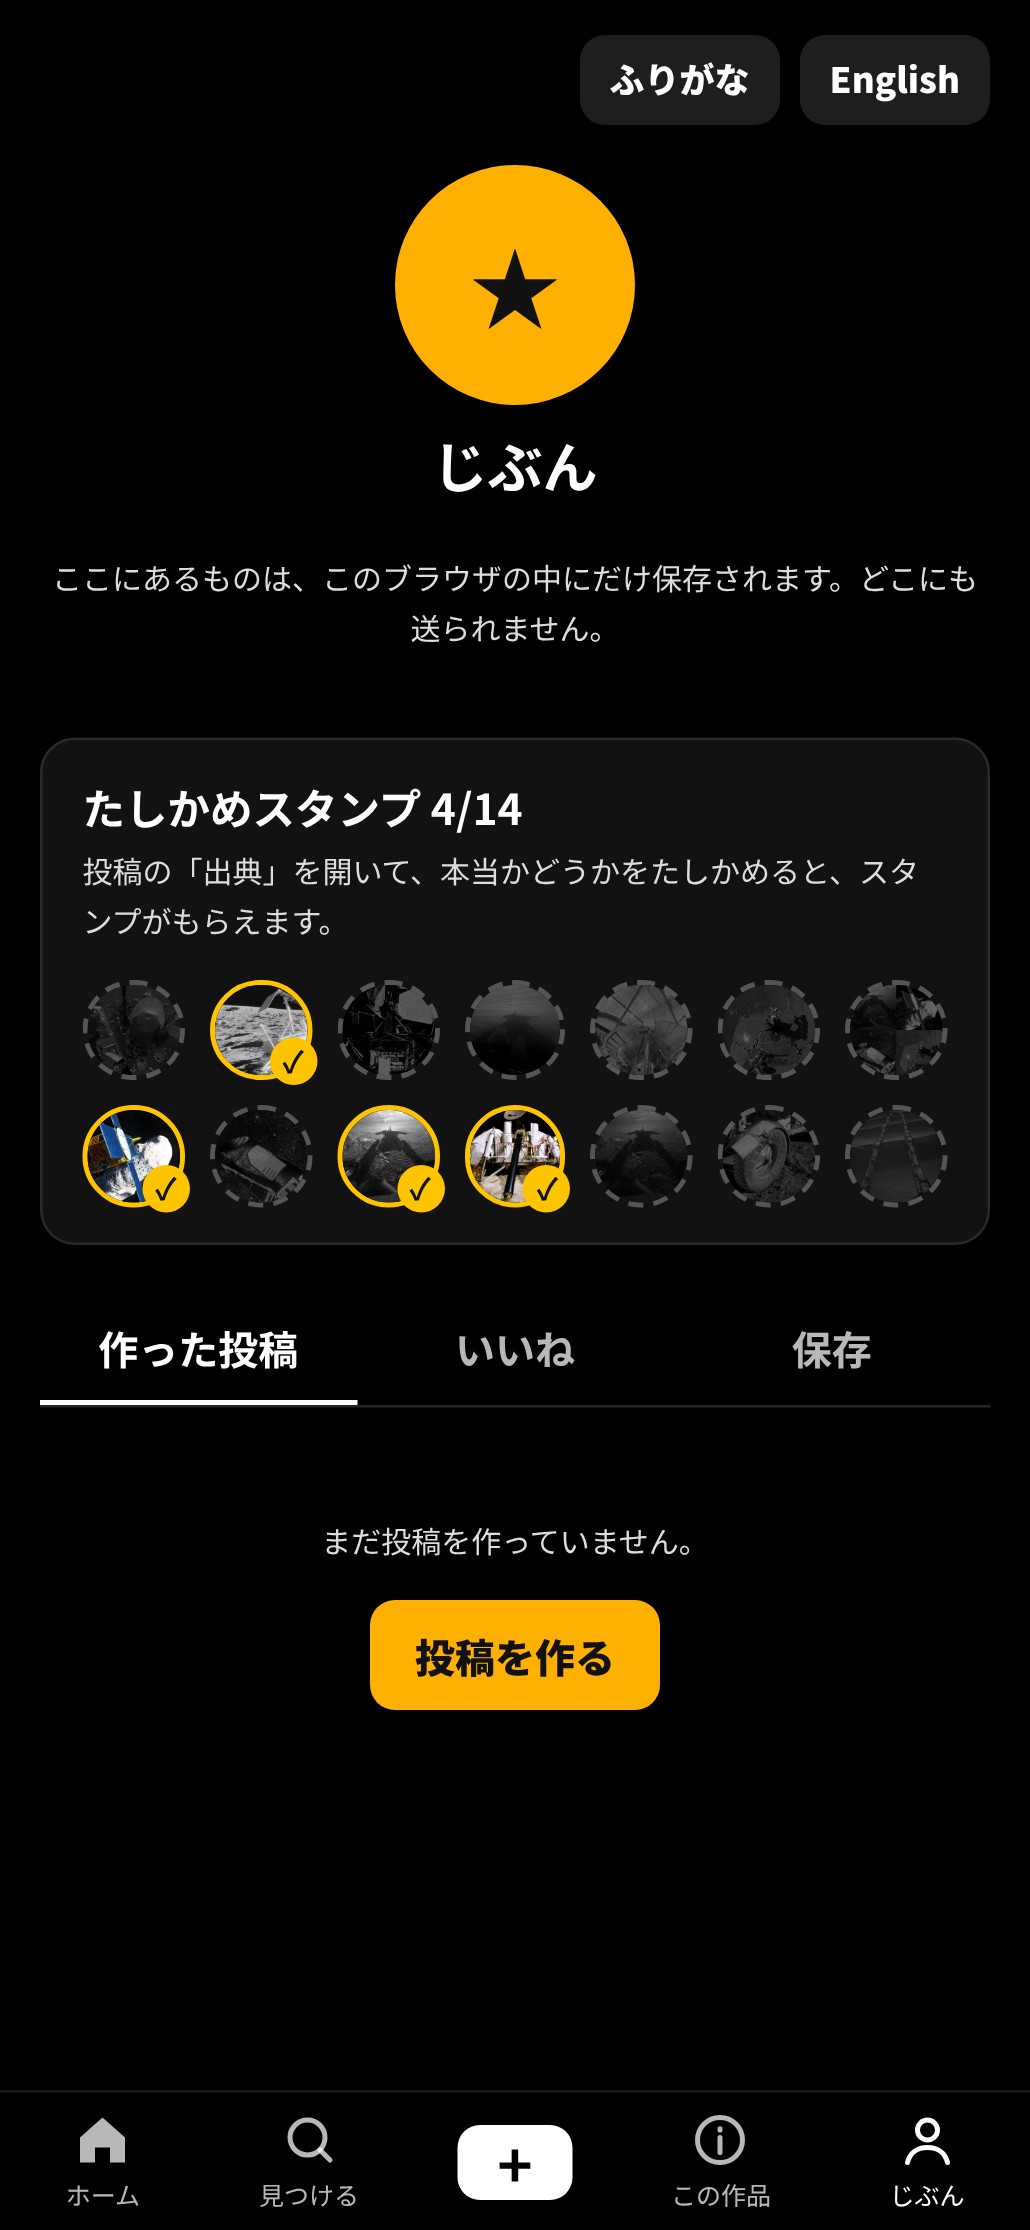 ふりがな
English
じぶん
ここにあるものは、このブラウザの中にだけ保存されます。どこにも
送られません。
たしかめスタンプ 4/14
投稿の「出典」を開いて、本当かどうかをたしかめると、スタ
ンプがもらえます。
作った投稿
いいね
保存
まだ投稿を作っていません。
投稿を作る
ホーム
見つける
この作品
じぶん